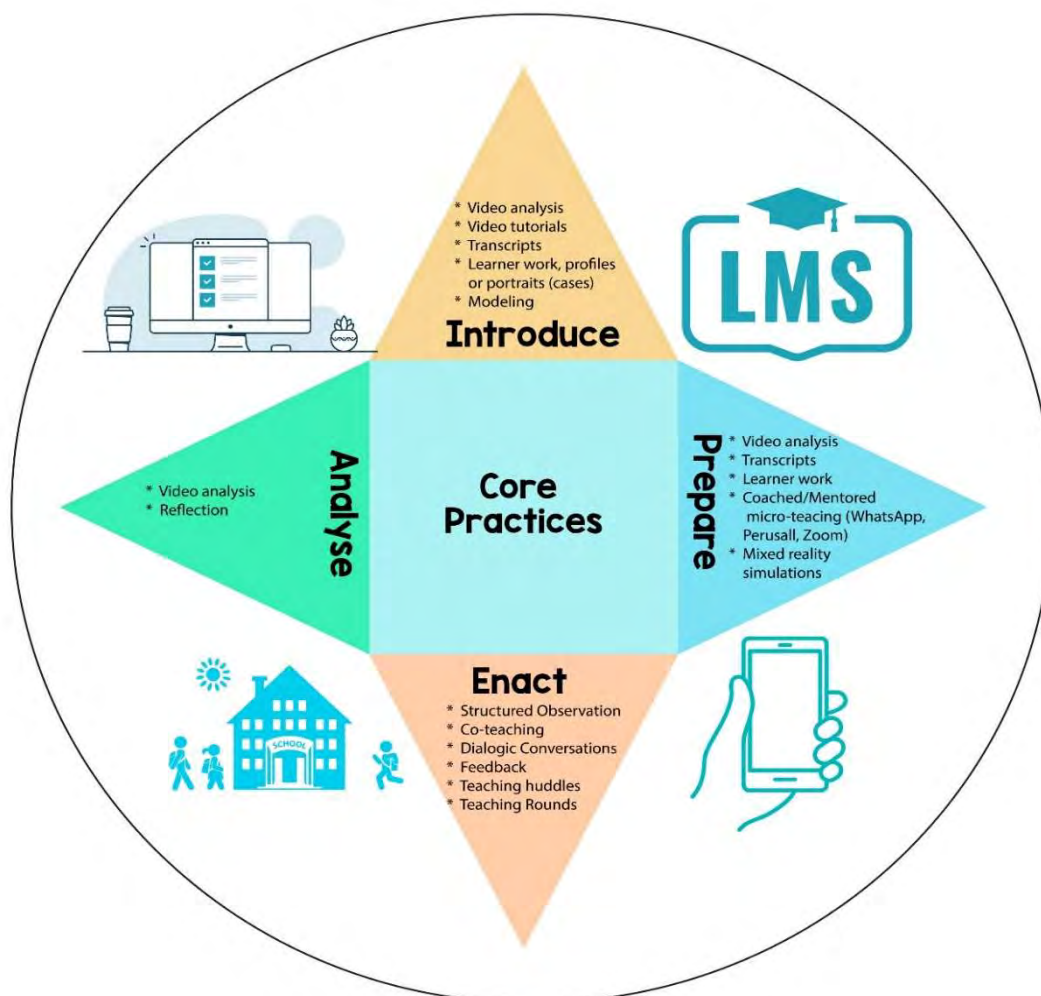 * Video analysis
* Video tutorials
* Transcripts
* Learner work, profiles
or portraits (cases)
* Modeling
Introduce
LMS
Analyse
* Video analysis
* Reflection
Core
Practices
Prepare
* Video analysis
* Transcripts
* Learner work
* Coached/Mentored
micro-teacing (WhatsApp,
Perusall, Zoom)
* Mixed reality
simulations
Enact
* Structured Observation
* Co-teaching
* Dialogic Conversations
* Feedback
* Teaching huddles
* Teaching Rounds
SCHOOL